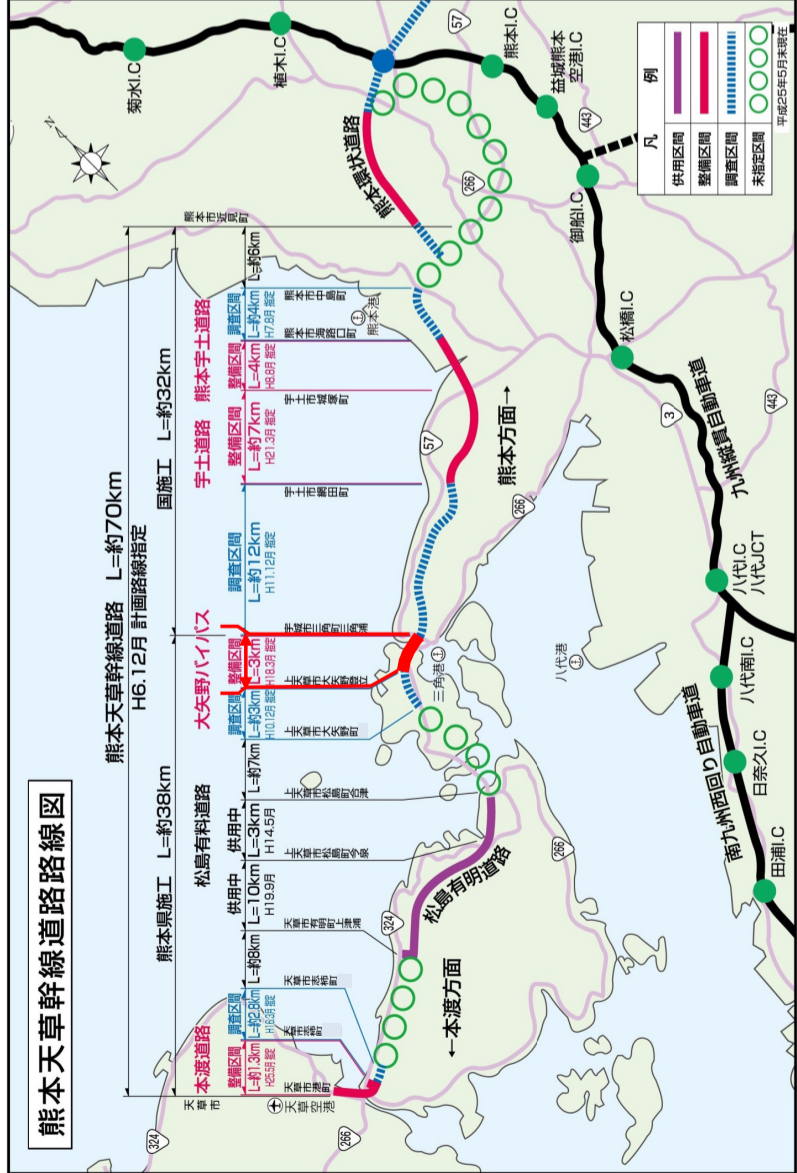 熊本天草幹線道路路線図
熊本天草幹線道路 L=約70km
H6.12月 計画路線指定
熊本県施工 L=約38km
国施工 L=約32km
本渡道路
松島有料道路
大矢野バイパス
宇土道路
熊本宇土道路
整備区間
L=約1.3km
H25.5月 指定
調査区間
L=約2.8km
H16.3月 指定
L=約8km
供用中
L=10km
H19.9月
供用中
L=3km
H14.5月
L=約7km
調査区間
L=約3km
H10.12月 指定
整備区間
L=3km
H18.3月 指定
調査区間
L=約12km
H11.12月 指定
整備区間
L=約7km
H21.3月 指定
整備区間
L=4km
H8.8月 指定
調査区間
L=約4km
H7.8月 指定
L=約6km
天草市
天草市港町
天草市志柿町
天草市志柿町
天草市有明町上津浦
上天草市松島町今泉
上天草市松島町合津
上天草市大矢野町
上天草市大矢野登立
宇城市三角町三角浦
宇土市網田町
宇土市城塚町
熊本市海路口町
熊本市中島町
熊本市近見町
天草空港
324
266
324
←本渡方面
松島有明道路
266
三角港
八代港
57
熊本方面→
266
熊本港
熊本環状道路
266
57
N
菊水I.C
植木I.C
熊本I.C
益城熊本
空港I.C
443
御船I.C
松橋I.C
3
443
九州縦貫自動車道
八代I.C
八代JCT
八代南I.C
南九州西回り自動車道
日奈久I.C
田浦I.C
凡例
供用区間
整備区間
調査区間
未指定区間
平成25年5月末現在